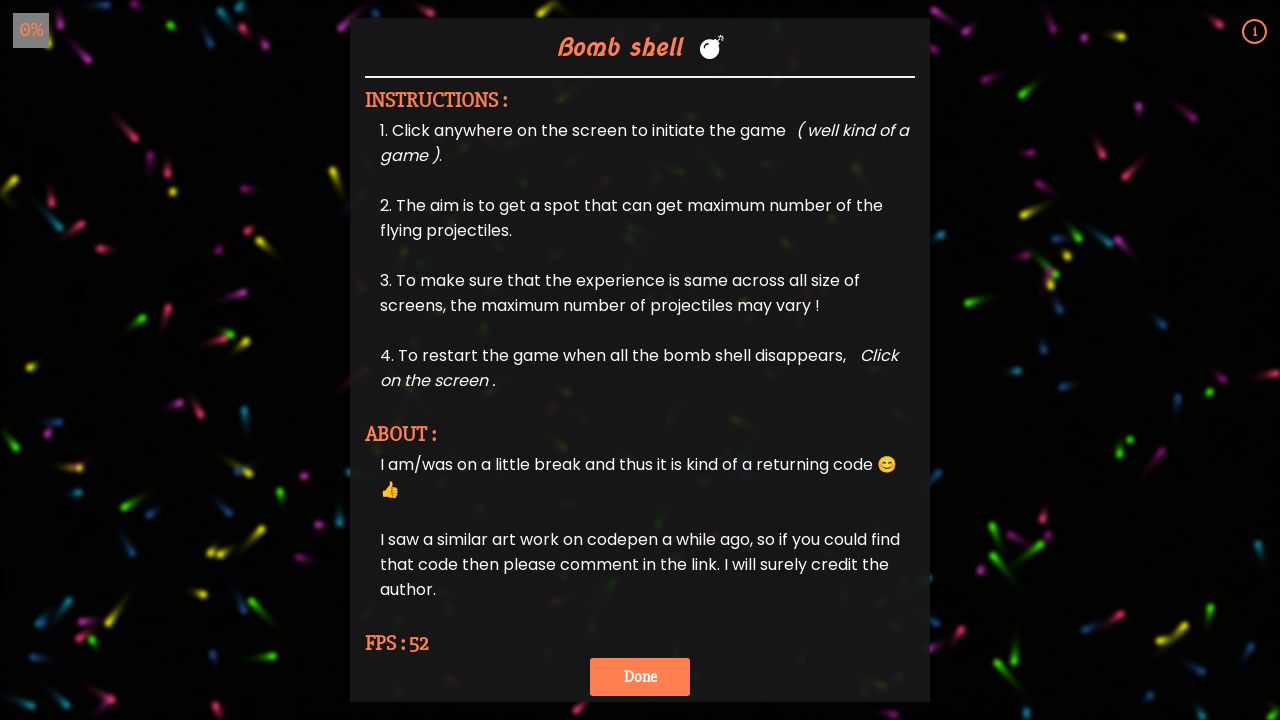 0%
Bomb shell 💣
i
INSTRUCTIONS :
1. Click anywhere on the screen to initiate the game ( well kind of a
game ).
2. The aim is to get a spot that can get maximum number of the
flying projectiles.
3. To make sure that the experience is same across all size of
screens, the maximum number of projectiles may vary !
4. To restart the game when all the bomb shell disappears, Click
on the screen .
ABOUT :
I am/was on a little break and thus it is kind of a returning code 😊
👍
I saw a similar art work on codepen a while ago, so if you could find
that code then please comment in the link. I will surely credit the
author.
FPS : 52
Done